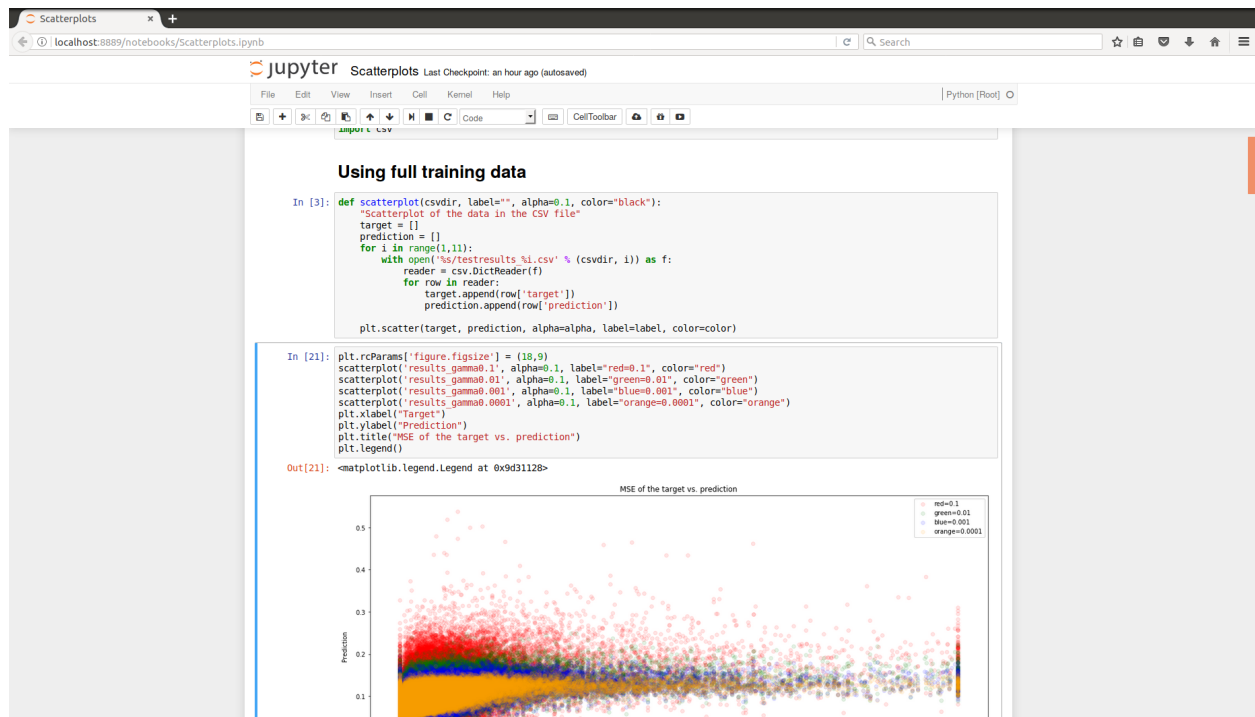 Scatterplots × +
localhost:8889/notebooks/Scatterplots.ipynb Search
jupyter Scatterplots Last Checkpoint: an hour ago (autosaved)
File Edit View Insert Cell Kernel Help Python [Root]
Code CellToolbar
import csv
Using full training data
In [3]: def scatterplot(csvdir, label="", alpha=0.1, color="black"):
"Scatterplot of the data in the CSV file"
target = []
prediction = []
for i in range(1,11):
with open('%s/testresults_%i.csv' % (csvdir, i)) as f:
reader = csv.DictReader(f)
for row in reader:
target.append(row['target'])
prediction.append(row['prediction'])
plt.scatter(target, prediction, alpha=alpha, label=label, color=color)
In [21]: plt.rcParams['figure.figsize'] = (18,9)
scatterplot('results_gamma0.1', alpha=0.1, label="red=0.1", color="red")
scatterplot('results_gamma0.01', alpha=0.1, label="green=0.01", color="green")
scatterplot('results_gamma0.001', alpha=0.1, label="blue=0.001", color="blue")
scatterplot('results_gamma0.0001', alpha=0.1, label="orange=0.0001", color="orange")
plt.xlabel("Target")
plt.ylabel("Prediction")
plt.title("MSE of the target vs. prediction")
plt.legend()
Out[21]: <matplotlib.legend.Legend at 0x9d31128>
MSE of the target vs. prediction
red=0.1
green=0.01
blue=0.001
orange=0.0001
0.5
0.4
0.3
Prediction
0.2
0.1